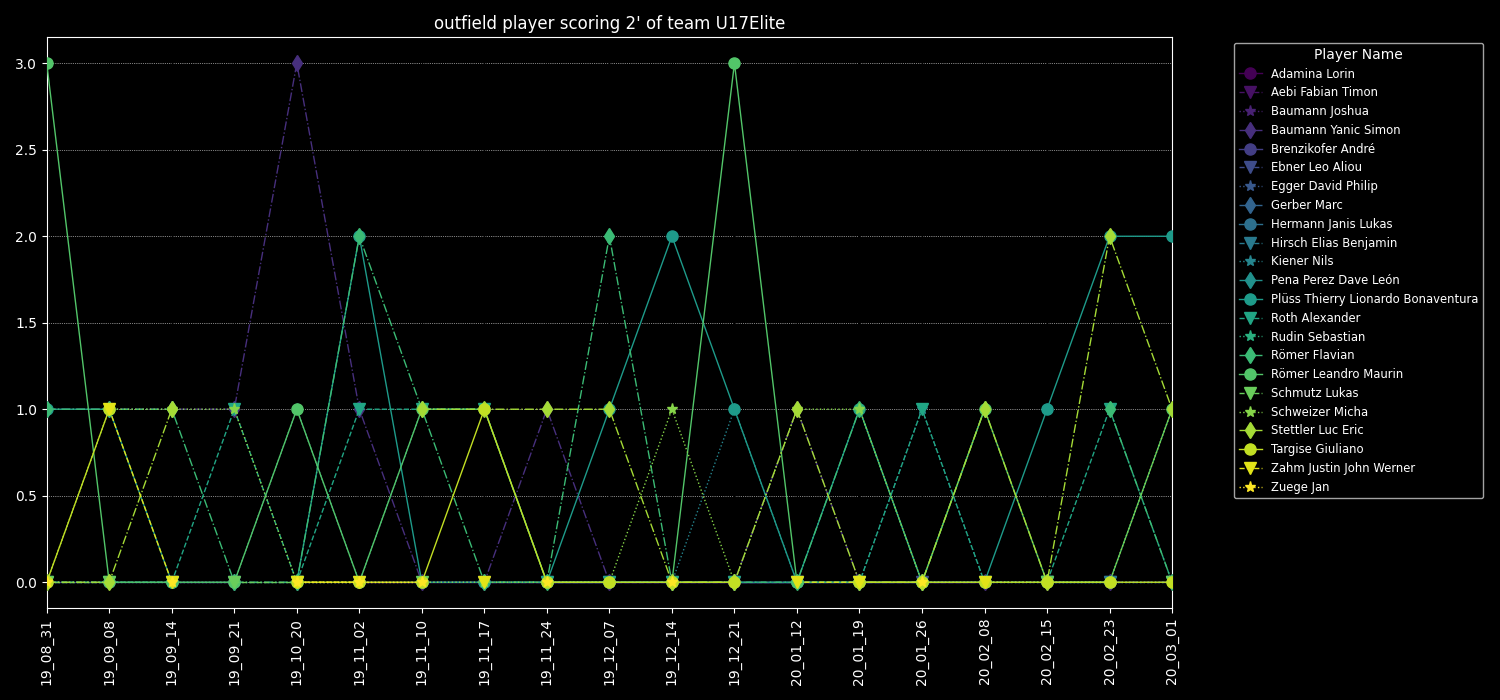 outfield player scoring 2' of team U17Elite
3.0
2.5
2.0
1.5
1.0
0.5
0.0
19_08_31
19_09_08
19_09_14
19_09_21
19_10_20
19_11_02
19_11_10
19_11_17
19_11_24
19_12_07
19_12_14
19_12_21
20_01_12
20_01_19
20_01_26
20_02_08
20_02_15
20_02_23
20_03_01
Player Name
Adamina Lorin
Aebi Fabian Timon
Baumann Joshua
Baumann Yanic Simon
Brenzikofer André
Ebner Leo Aliou
Egger David Philip
Gerber Marc
Hermann Janis Lukas
Hirsch Elias Benjamin
Kiener Nils
Pena Perez Dave León
Plüss Thierry Lionardo Bonaventura
Roth Alexander
Rudin Sebastian
Römer Flavian
Römer Leandro Maurin
Schmutz Lukas
Schweizer Micha
Stettler Luc Eric
Targise Giuliano
Zahm Justin John Werner
Zuege Jan